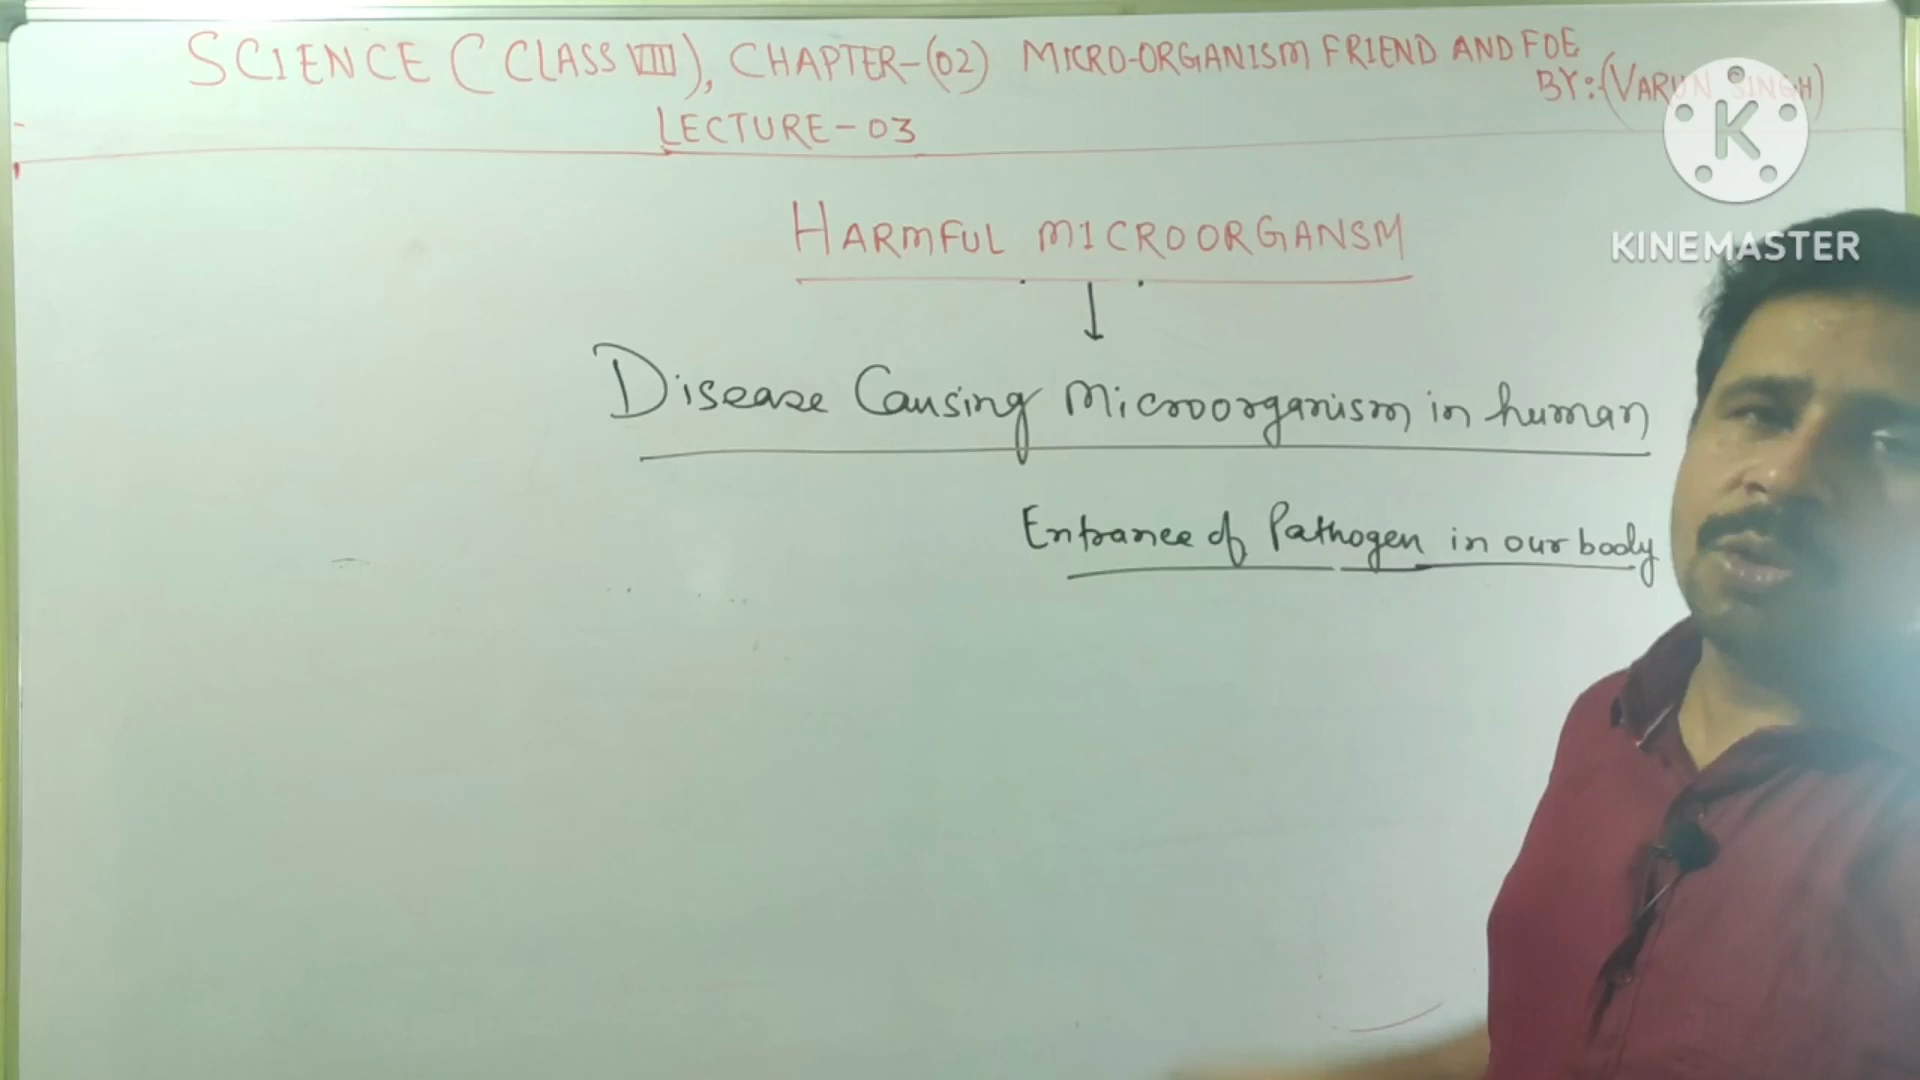 SCIENCE (CLASS VIII), CHAPTER-(02) MICRO-ORGANISM FRIEND AND FOE
BY:-(VARUN SINGH)
LECTURE-03
K
KINEMASTER
HARMFUL MICROORGANSM
Disease Causing Microorganism in human
Entrance of Pathogen in our body